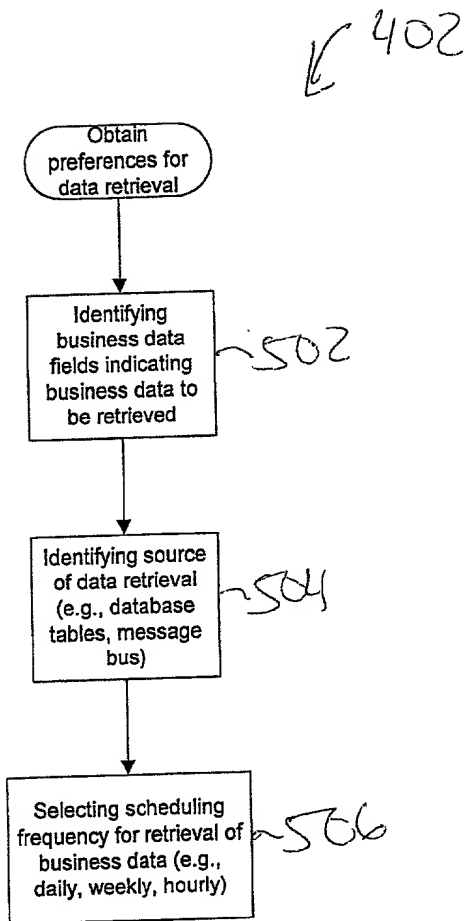 402
Obtain
preferences for
data retrieval
Identifying
business data
fields indicating
business data to
be retrieved
502
Identifying source
of data retrieval
(e.g., database
tables, message
bus)
504
Selecting scheduling
frequency for retrieval of
business data (e.g.,
daily, weekly, hourly)
506